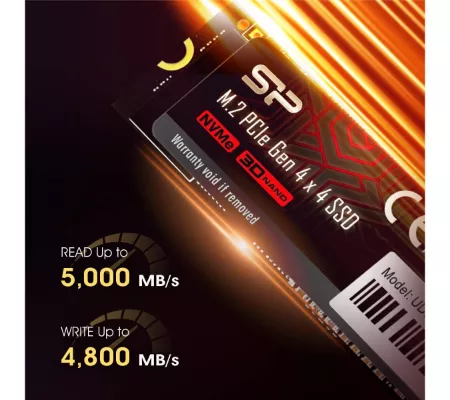 SP
M.2 PCIe Gen 4 x 4 SSD
NVMe 3D NAND
Warranty void if removed
CE
Model: UD
READ Up to
5,000 MB/s
WRITE Up to
4,800 MB/s